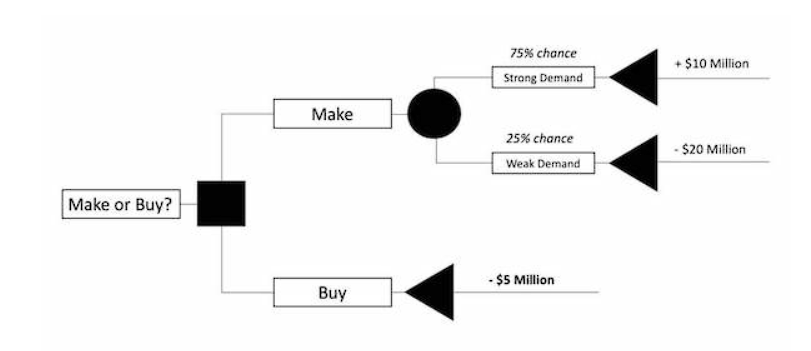 75% chance
Strong Demand
+ $10 Million
Make
25% chance
Weak Demand
- $20 Million
Make or Buy?
Buy
- $5 Million